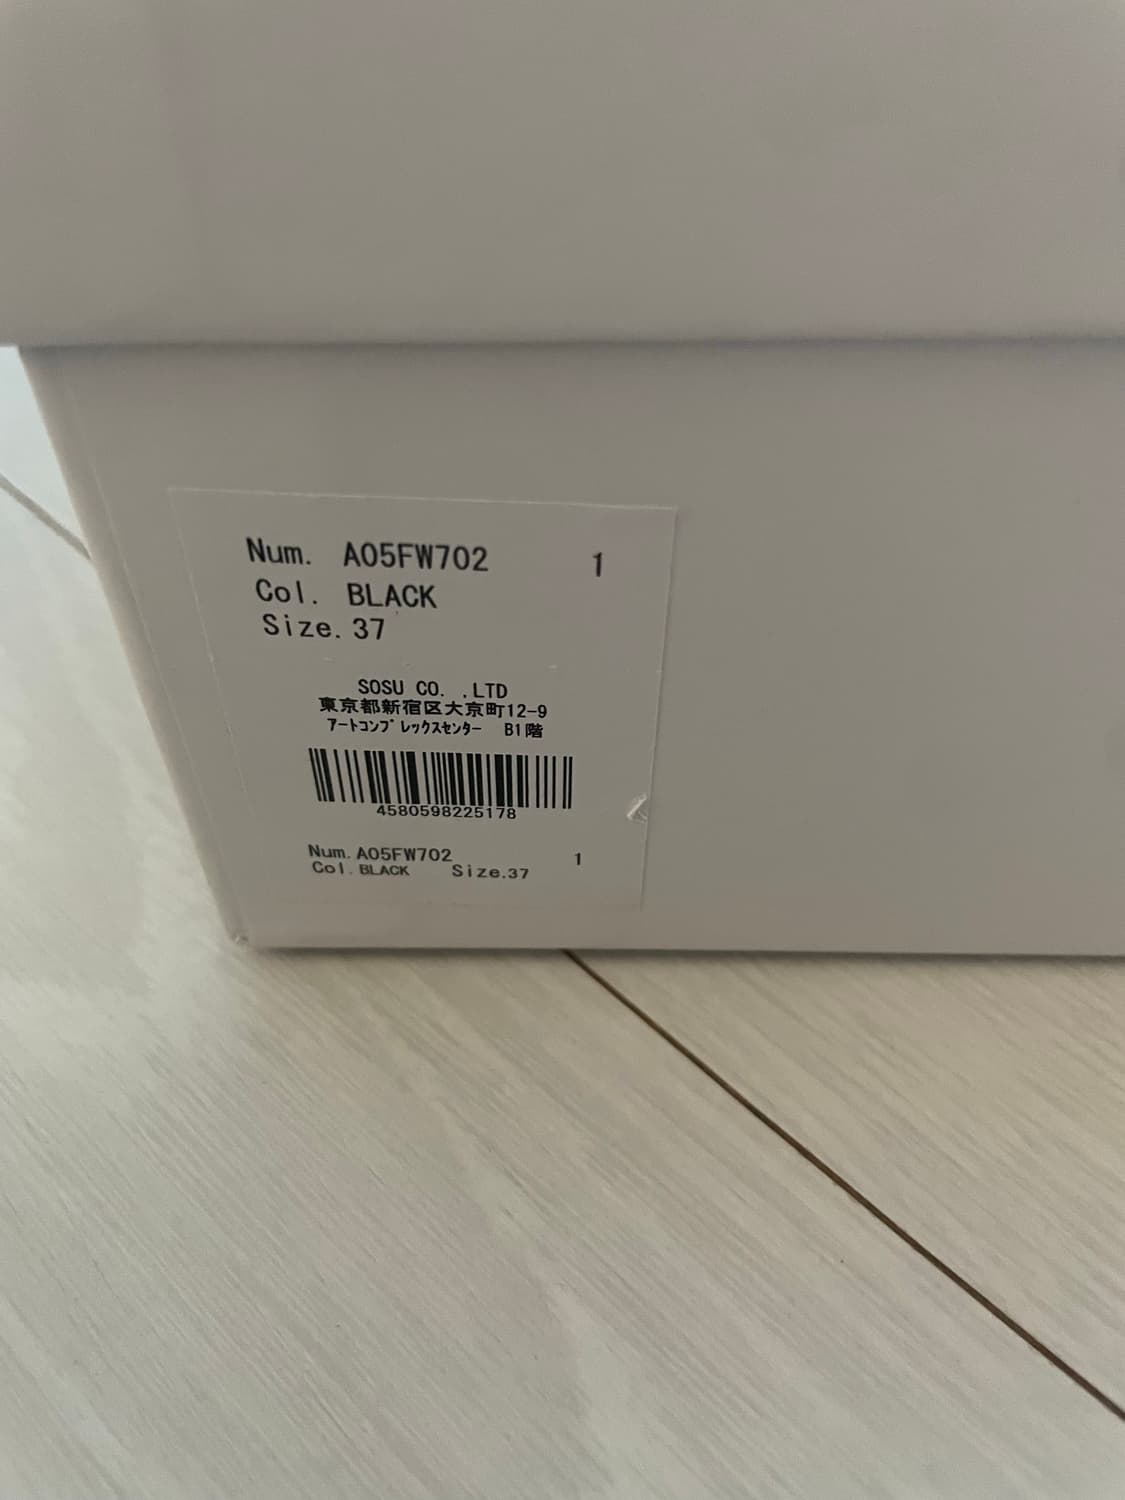 Num. A05FW702 1
Col. BLACK
Size. 37
SOSU CO. ,LTD
東京都新宿区大京町12-9
ｱｰﾄｺﾝﾌﾟﾚｯｸｽｾﾝﾀｰ B1階
4580598225178
Num. A05FW702 1
Col. BLACK Size.37